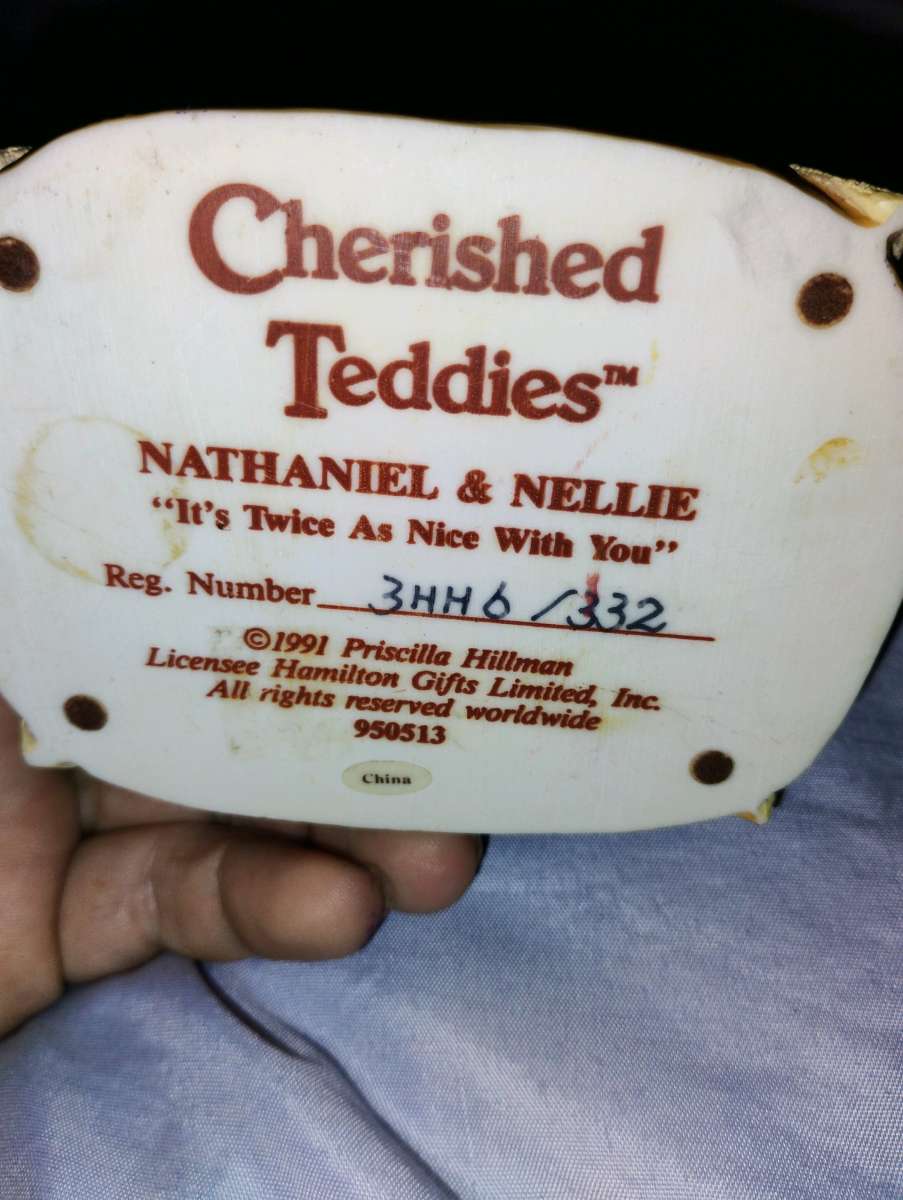 Cherished
Teddies™
NATHANIEL & NELLIE
“It’s Twice As Nice With You”
Reg. Number 3HH6/332
©1991 Priscilla Hillman
Licensee Hamilton Gifts Limited, Inc.
All rights reserved worldwide
950513
China